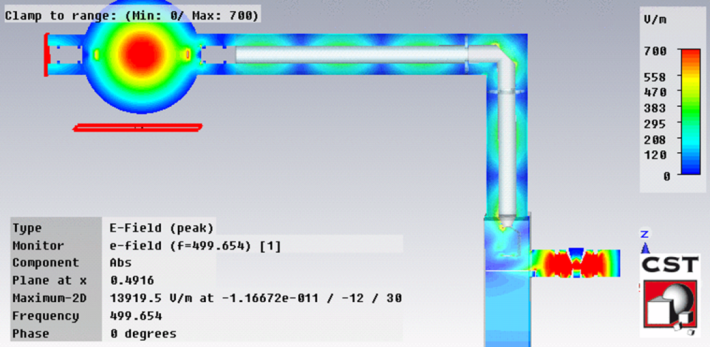 Clamp to range: (Min: 0/ Max: 700)
V/m
700
558
470
383
295
208
120
0
Type E-Field (peak)
Monitor e-field (f=499.654) [1]
Component Abs
Plane at x 0.4916
Maximum-2D 13919.5 V/m at -1.16672e-011 / -12 / 30
Frequency 499.654
Phase 0 degrees
Z
CST